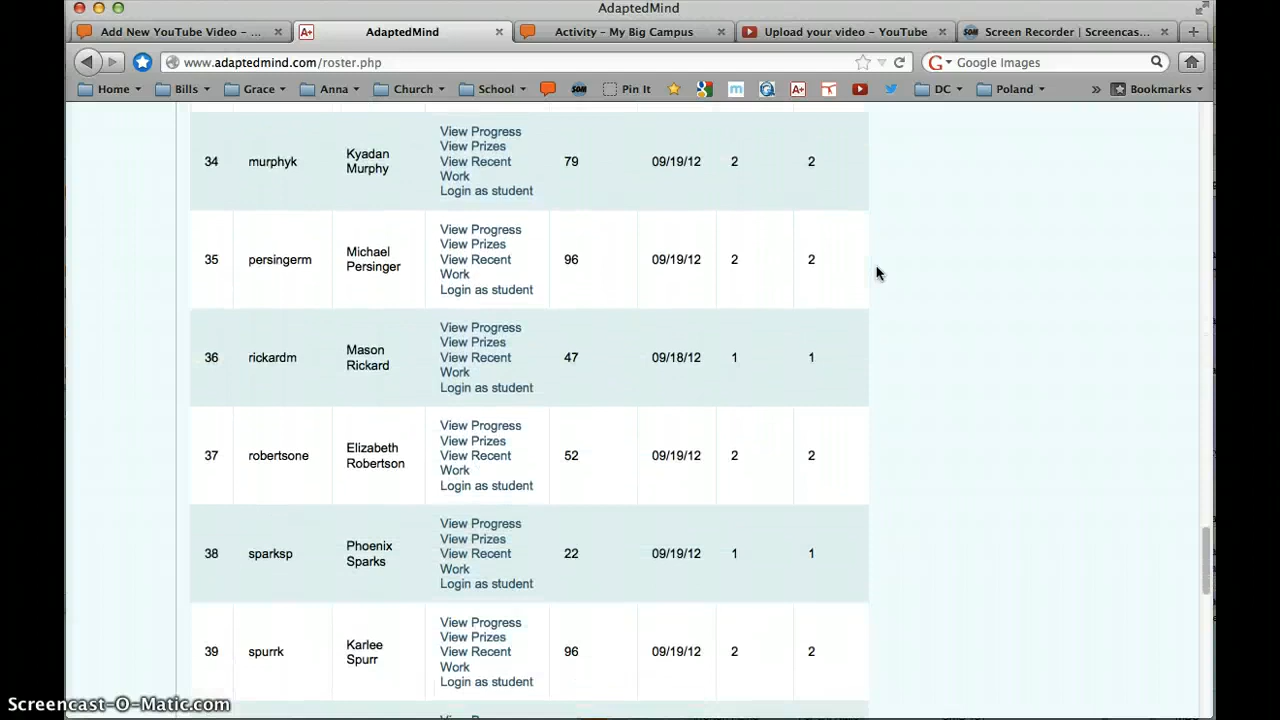 AdaptedMind
Add New YouTube Video – ...
AdaptedMind
Activity - My Big Campus
Upload your video - YouTube
Screen Recorder | Screencas...
www.adaptedmind.com/roster.php
Google Images
Home Bills Grace Anna Church School Pin It DC Poland » Bookmarks
34 murphyk Kyadan Murphy
View Progress
View Prizes
View Recent
Work
Login as student
79 09/19/12 2 2
35 persingerm Michael Persinger
View Progress
View Prizes
View Recent
Work
Login as student
96 09/19/12 2 2
36 rickardm Mason Rickard
View Progress
View Prizes
View Recent
Work
Login as student
47 09/18/12 1 1
37 robertsone Elizabeth Robertson
View Progress
View Prizes
View Recent
Work
Login as student
52 09/19/12 2 2
38 sparksp Phoenix Sparks
View Progress
View Prizes
View Recent
Work
Login as student
22 09/19/12 1 1
39 spurrk Karlee Spurr
View Progress
View Prizes
View Recent
Work
Login as student
96 09/19/12 2 2
Screencast-O-Matic.com